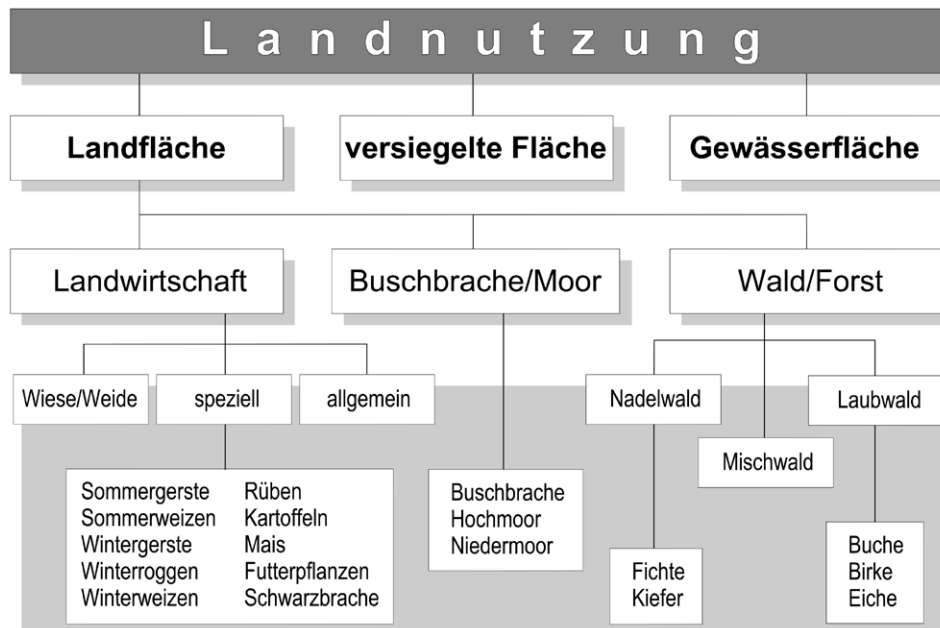 Landnutzung
Landfläche
versiegelte Fläche
Gewässerfläche
Landwirtschaft
Buschbrache/Moor
Wald/Forst
Wiese/Weide
speziell
allgemein
Nadelwald
Mischwald
Laubwald
Sommergerste
Sommerweizen
Wintergerste
Winterroggen
Winterweizen
Rüben
Kartoffeln
Mais
Futterpflanzen
Schwarzbrache
Buschbrache
Hochmoor
Niedermoor
Fichte
Kiefer
Buche
Birke
Eiche